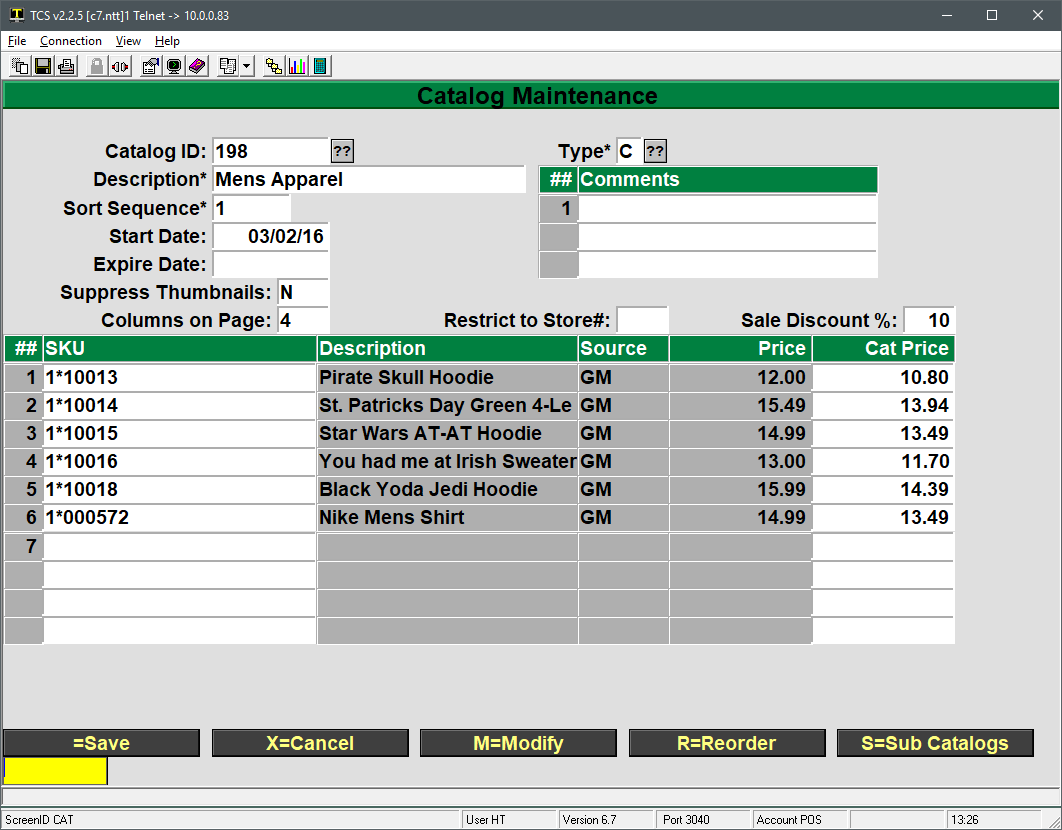 TCS v2.2.5 [c7.ntt]1 Telnet -> 10.0.0.83
File Connection View Help
Catalog Maintenance
Catalog ID: 198 ?? Type* C ??
Description* Mens Apparel ## Comments
Sort Sequence* 1 1
Start Date: 03/02/16
Expire Date:
Suppress Thumbnails: N
Columns on Page: 4 Restrict to Store#: Sale Discount %: 10
## SKU Description Source Price Cat Price
1 1*10013 Pirate Skull Hoodie GM 12.00 10.80
2 1*10014 St. Patricks Day Green 4-Le GM 15.49 13.94
3 1*10015 Star Wars AT-AT Hoodie GM 14.99 13.49
4 1*10016 You had me at Irish Sweater GM 13.00 11.70
5 1*10018 Black Yoda Jedi Hoodie GM 15.99 14.39
6 1*000572 Nike Mens Shirt GM 14.99 13.49
7
=Save X=Cancel M=Modify R=Reorder S=Sub Catalogs
ScreenID CAT User HT Version 6.7 Port 3040 Account POS 13:26